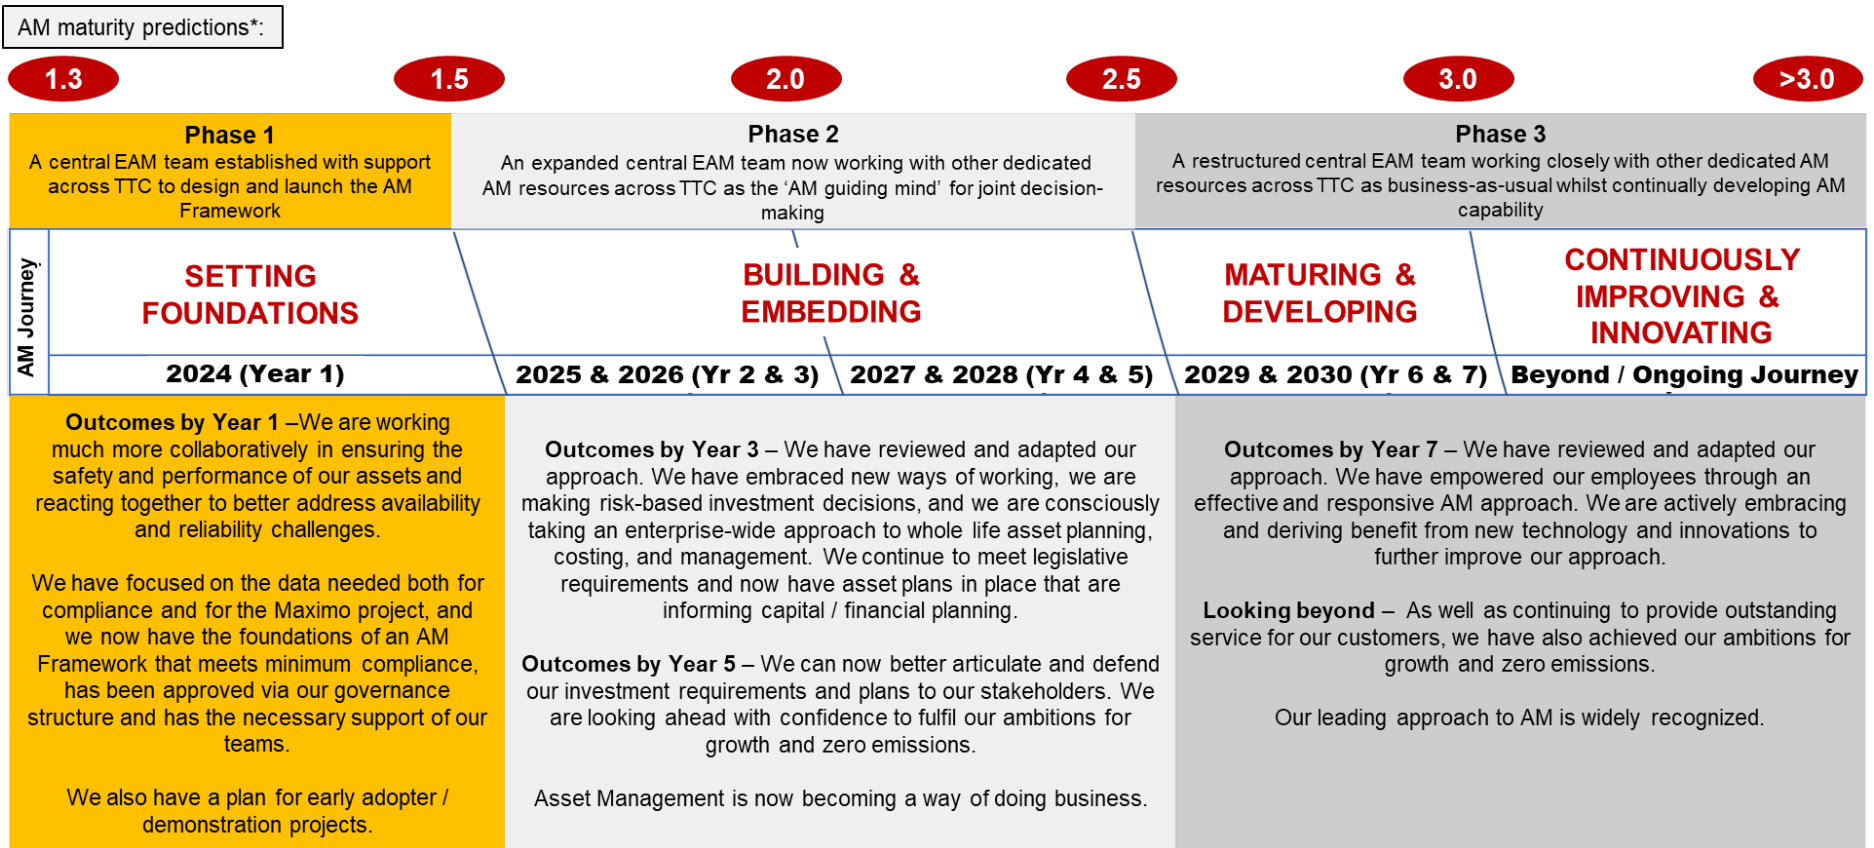 AM maturity predictions*:
1.3
1.5
2.0
2.5
3.0
>3.0
Phase 1
A central EAM team established with support
across TTC to design and launch the AM
Framework
Phase 2
An expanded central EAM team now working with other dedicated
AM resources across TTC as the ‘AM guiding mind’ for joint decision-
making
Phase 3
A restructured central EAM team working closely with other dedicated AM
resources across TTC as business-as-usual whilst continually developing AM
capability
AM Journey
SETTING
FOUNDATIONS
BUILDING &
EMBEDDING
MATURING &
DEVELOPING
CONTINUOUSLY
IMPROVING &
INNOVATING
2024 (Year 1)
2025 & 2026 (Yr 2 & 3)
2027 & 2028 (Yr 4 & 5)
2029 & 2030 (Yr 6 & 7)
Beyond / Ongoing Journey
Outcomes by Year 1 –We are working
much more collaboratively in ensuring the
safety and performance of our assets and
reacting together to better address availability
and reliability challenges.
We have focused on the data needed both for
compliance and for the Maximo project, and
we now have the foundations of an AM
Framework that meets minimum compliance,
has been approved via our governance
structure and has the necessary support of our
teams.
We also have a plan for early adopter /
demonstration projects.
Outcomes by Year 3 – We have reviewed and adapted our
approach. We have embraced new ways of working, we are
making risk-based investment decisions, and we are consciously
taking an enterprise-wide approach to whole life asset planning,
costing, and management. We continue to meet legislative
requirements and now have asset plans in place that are
informing capital / financial planning.
Outcomes by Year 5 – We can now better articulate and defend
our investment requirements and plans to our stakeholders. We
are looking ahead with confidence to fulfil our ambitions for
growth and zero emissions.
Asset Management is now becoming a way of doing business.
Outcomes by Year 7 – We have reviewed and adapted our
approach. We have empowered our employees through an
effective and responsive AM approach. We are actively embracing
and deriving benefit from new technology and innovations to
further improve our approach.
Looking beyond – As well as continuing to provide outstanding
service for our customers, we have also achieved our ambitions for
growth and zero emissions.
Our leading approach to AM is widely recognized.